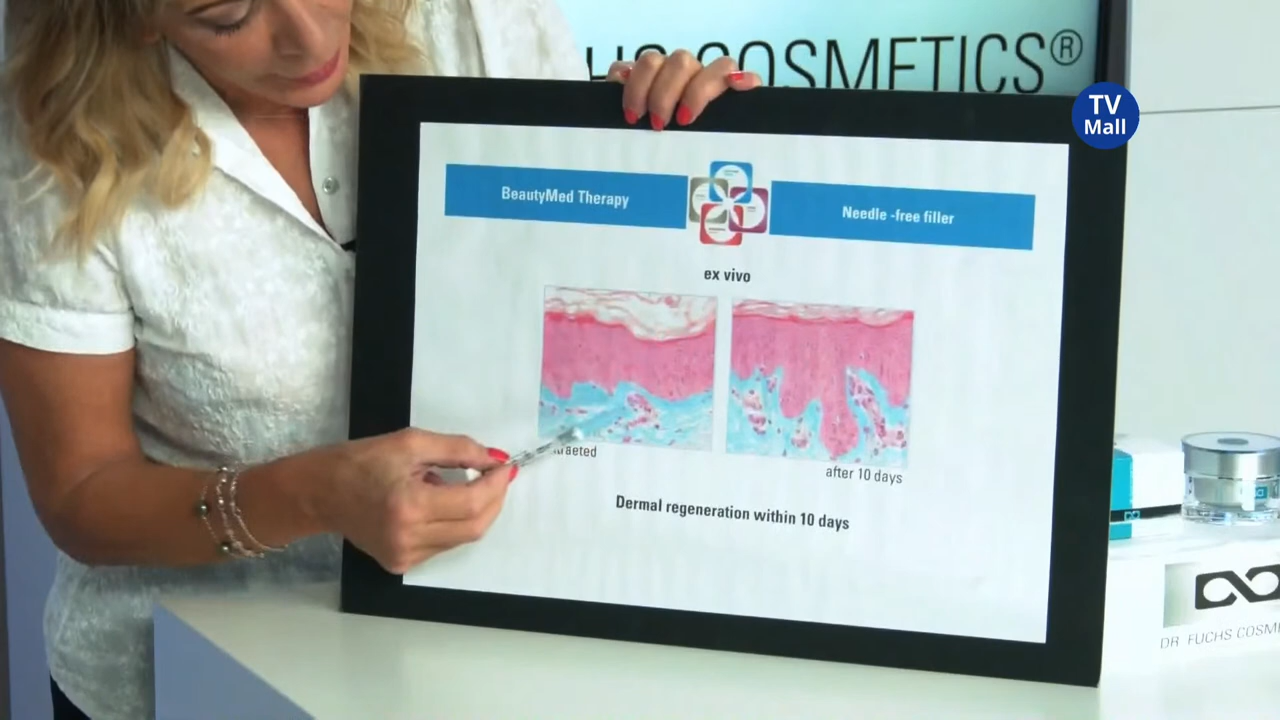 COSMETICS®
TV
Mall
BeautyMed Therapy
Needle -free filler
ex vivo
after 10 days
Dermal regeneration within 10 days
DR FUCHS